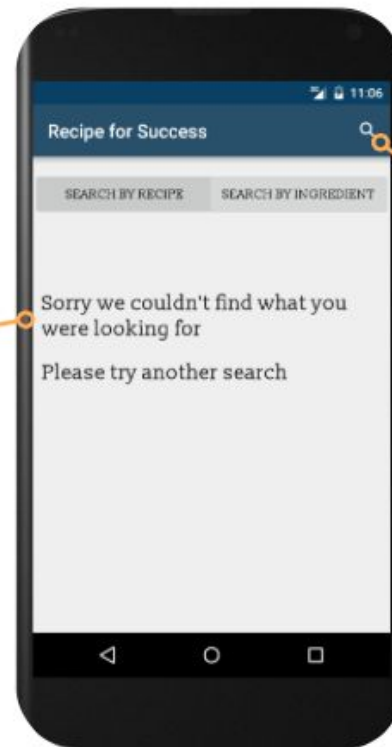 11:06
Recipe for Success
SEARCH BY RECIPE SEARCH BY INGREDIENT
Sorry we couldn't find what you
were looking for
Please try another search